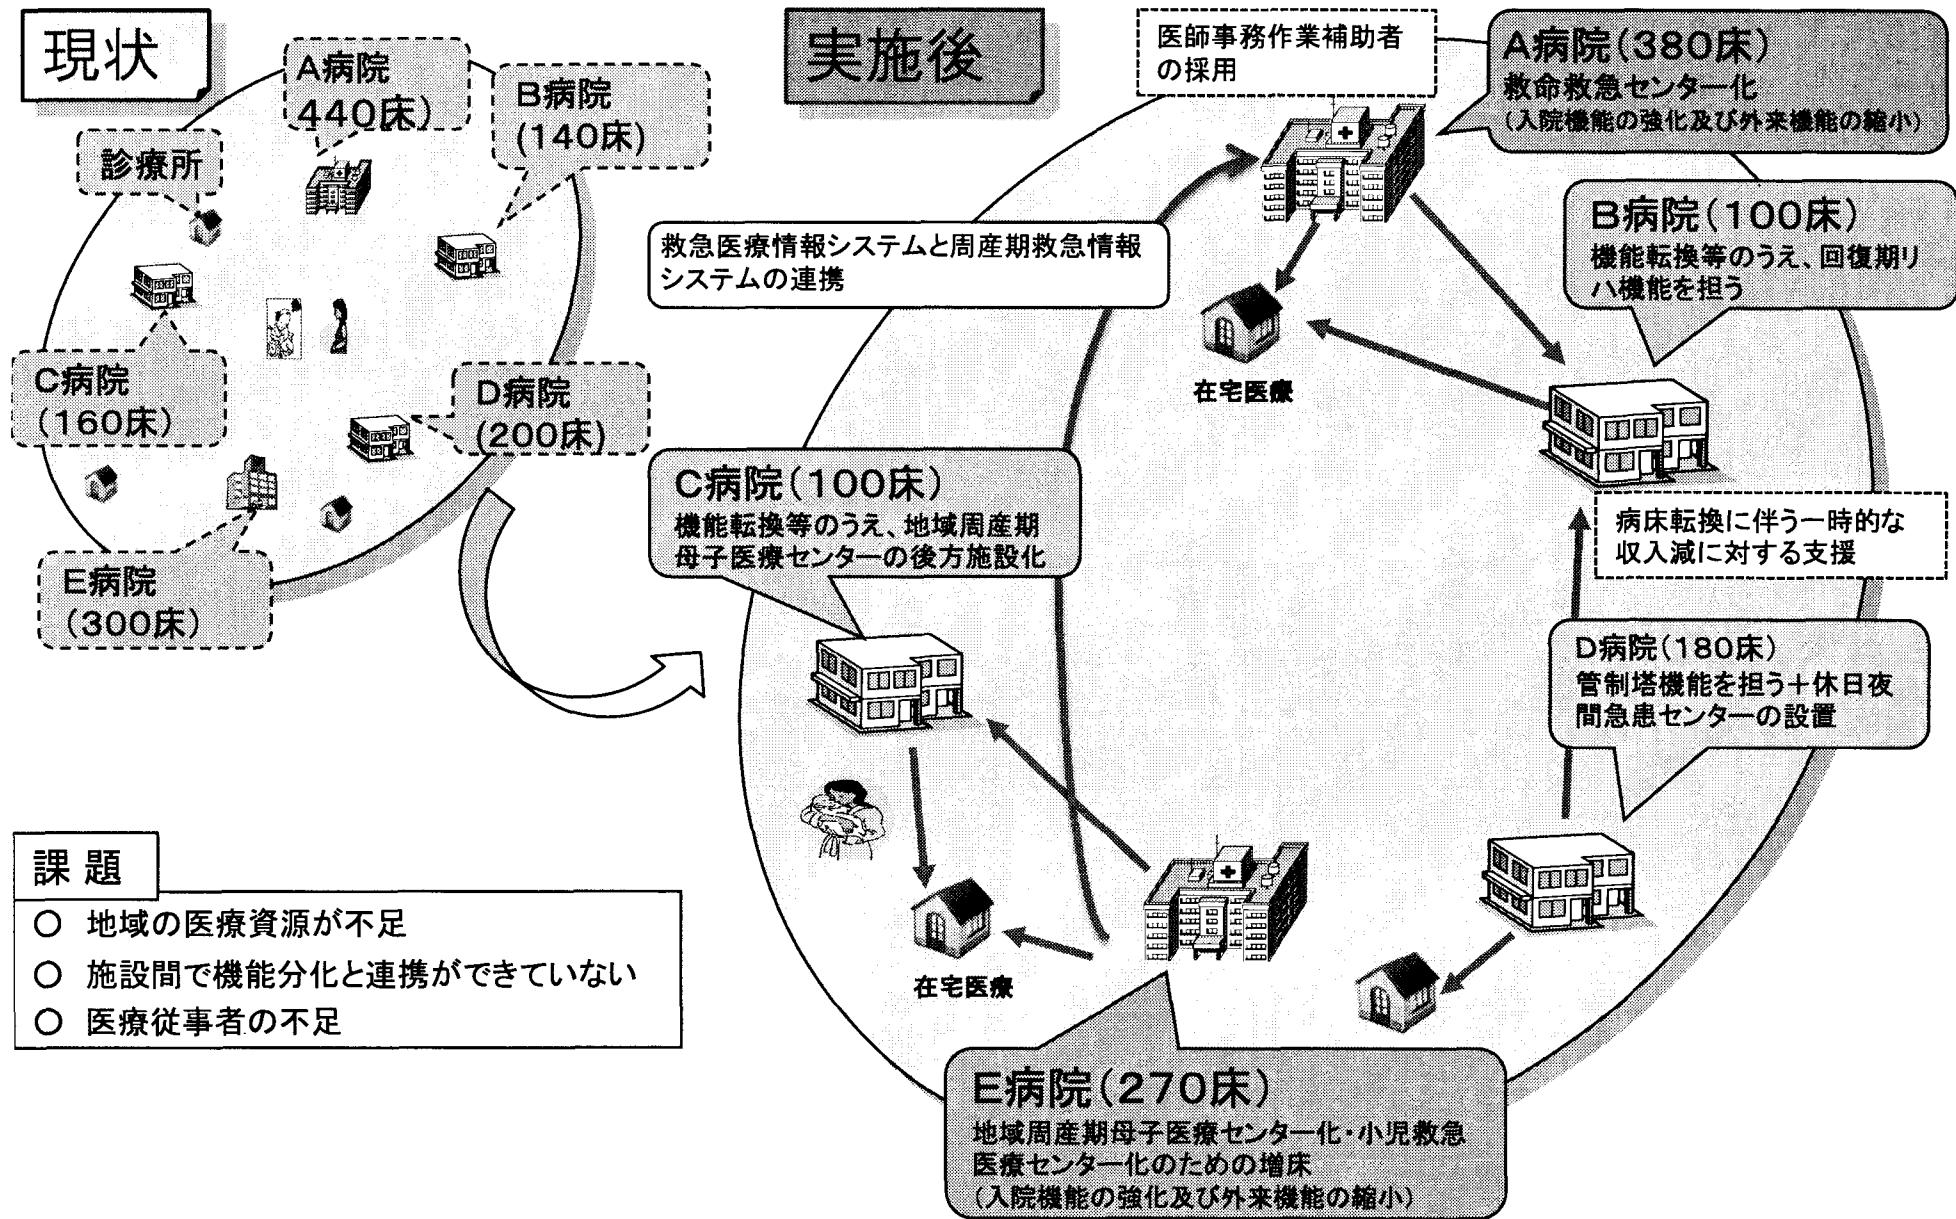 現状
A病院
440床)
B病院
(140床)
診療所
C病院
(160床)
D病院
(200床)
E病院
(300床)
課題
○ 地域の医療資源が不足
○ 施設間で機能分化と連携ができていない
○ 医療従事者の不足
実施後
医師事務作業補助者
の採用
A病院(380床)
救命救急センター化
(入院機能の強化及び外来機能の縮小)
B病院(100床)
機能転換等のうえ、回復期リ
ハ機能を担う
救急医療情報システムと周産期救急情報
システムの連携
在宅医療
C病院(100床)
機能転換等のうえ、地域周産期
母子医療センターの後方施設化
病床転換に伴う一時的な
収入減に対する支援
D病院(180床)
管制塔機能を担う+休日夜
間急患センターの設置
在宅医療
E病院(270床)
地域周産期母子医療センター化・小児救急
医療センター化のための増床
(入院機能の強化及び外来機能の縮小)